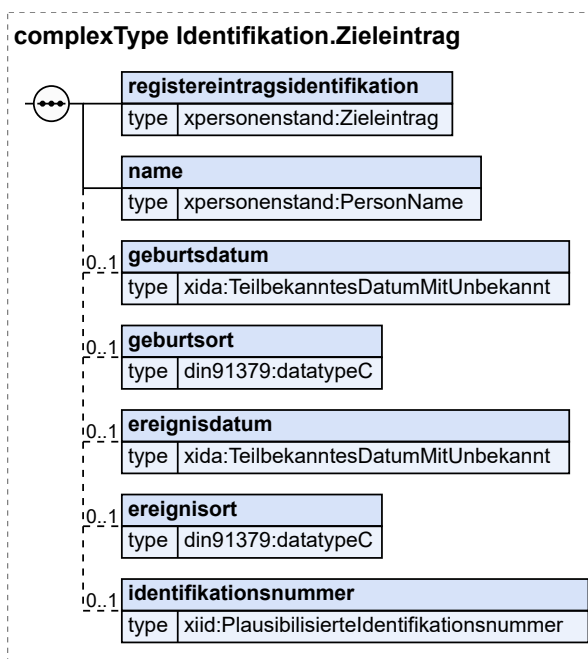 complexType Identifikation.Zieleintrag
registereintragsidentifikation
type xpersonenstand:Zieleintrag
name
type xpersonenstand:PersonName
0..1 geburtsdatum
type xida:TeilbekanntesDatumMitUnbekannt
0..1 geburtsort
type din91379:datatypeC
0..1 ereignisdatum
type xida:TeilbekanntesDatumMitUnbekannt
0..1 ereignisort
type din91379:datatypeC
0..1 identifikationsnummer
type xiid:PlausibilisierteIdentifikationsnummer